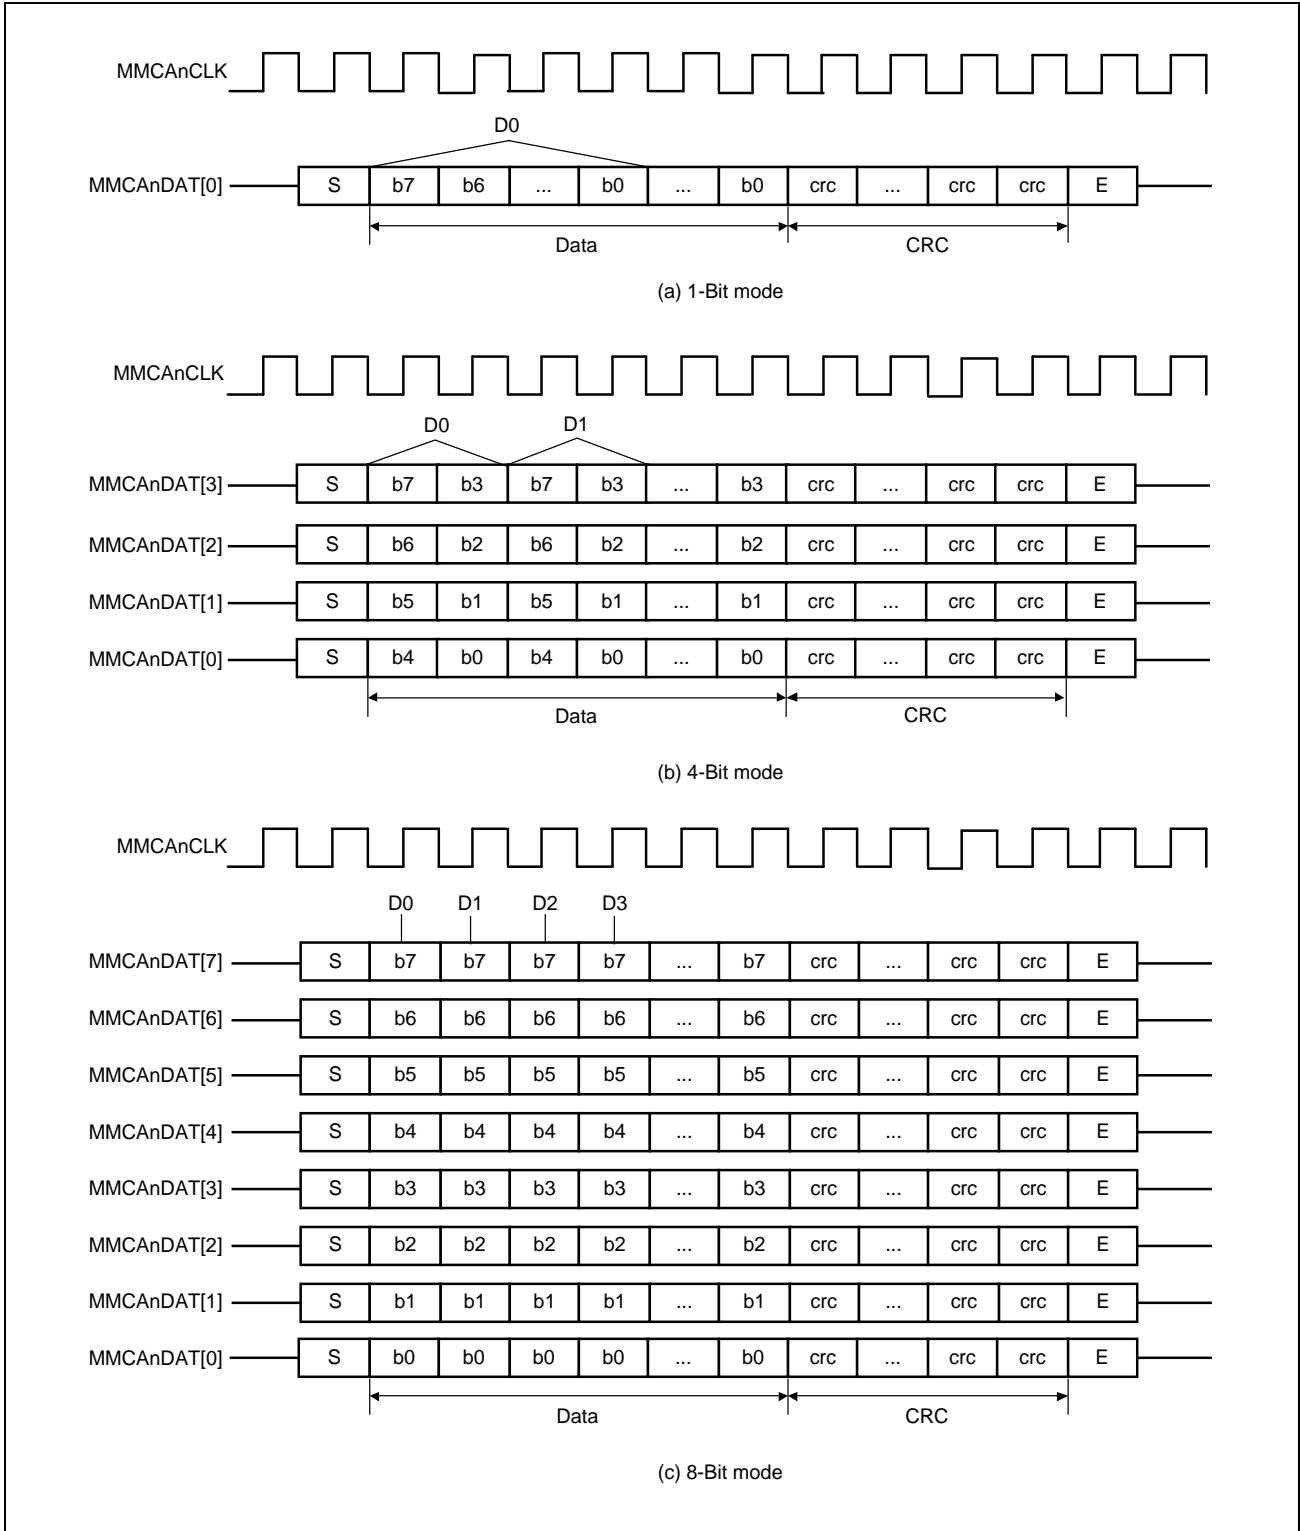 MMCAnCLK
D0
MMCAnDAT[0] S b7 b6 ... b0 ... b0 crc ... crc crc E
Data CRC
(a) 1-Bit mode
MMCAnCLK
D0 D1
MMCAnDAT[3] S b7 b3 b7 b3 ... b3 crc ... crc crc E
MMCAnDAT[2] S b6 b2 b6 b2 ... b2 crc ... crc crc E
MMCAnDAT[1] S b5 b1 b5 b1 ... b1 crc ... crc crc E
MMCAnDAT[0] S b4 b0 b4 b0 ... b0 crc ... crc crc E
Data CRC
(b) 4-Bit mode
MMCAnCLK
D0 D1 D2 D3
MMCAnDAT[7] S b7 b7 b7 b7 ... b7 crc ... crc crc E
MMCAnDAT[6] S b6 b6 b6 b6 ... b6 crc ... crc crc E
MMCAnDAT[5] S b5 b5 b5 b5 ... b5 crc ... crc crc E
MMCAnDAT[4] S b4 b4 b4 b4 ... b4 crc ... crc crc E
MMCAnDAT[3] S b3 b3 b3 b3 ... b3 crc ... crc crc E
MMCAnDAT[2] S b2 b2 b2 b2 ... b2 crc ... crc crc E
MMCAnDAT[1] S b1 b1 b1 b1 ... b1 crc ... crc crc E
MMCAnDAT[0] S b0 b0 b0 b0 ... b0 crc ... crc crc E
Data CRC
(c) 8-Bit mode